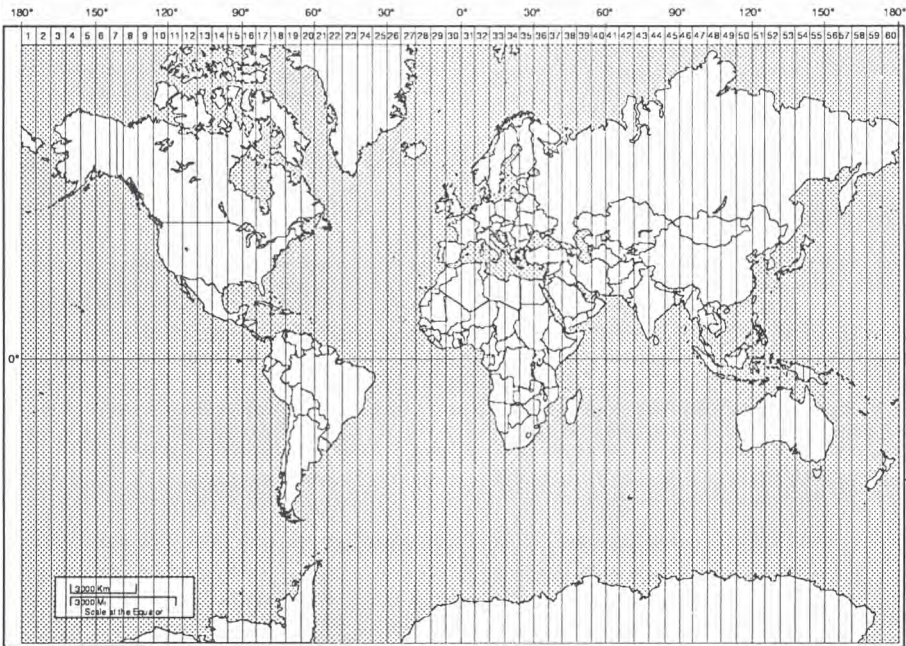 180° 150° 120° 90° 60° 30° 0° 30° 60° 90° 120° 150° 180°
1 2 3 4 5 6 7 8 9 10 11 12 13 14 15 16 17 18 19 20 21 22 23 24 25 26 27 28 29 30 31 32 33 34 35 36 37 38 39 40 41 42 43 44 45 46 47 48 49 50 51 52 53 54 55 56 57 58 59 60
0°
3000 Km
3000 Mi
Scale at the Equator